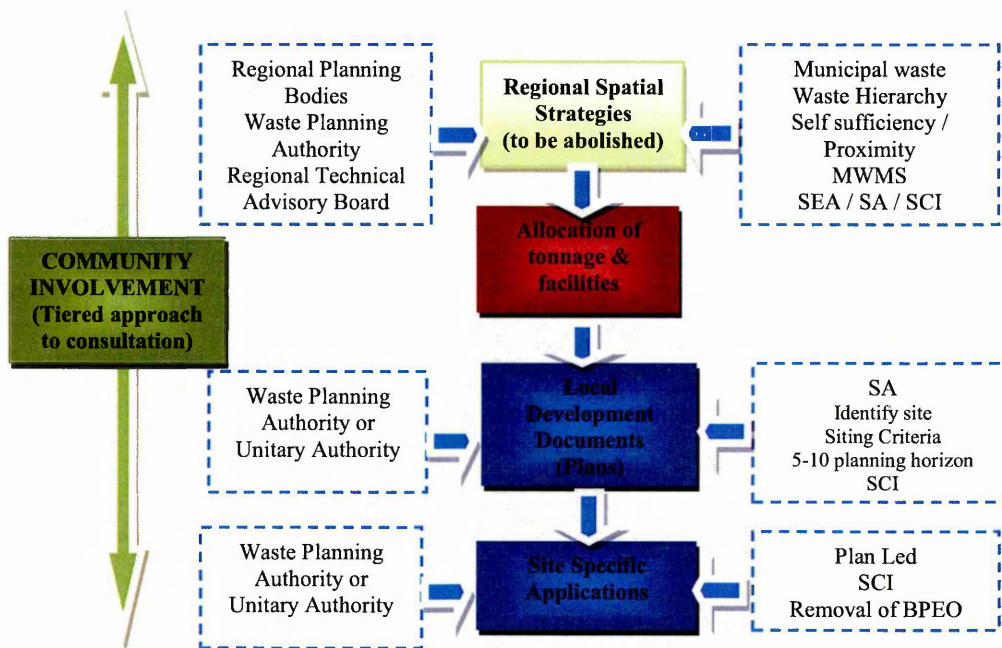 Regional Planning
Bodies
Waste Planning
Authority
Regional Technical
Advisory Board
Regional Spatial
Strategies
(to be abolished)
Municipal waste
Waste Hierarchy
Self sufficiency /
Proximity
MWMS
SEA / SA / SCI
Allocation of
tonnage &
facilities
COMMUNITY
INVOLVEMENT
(Tiered approach
to consultation)
Waste Planning
Authority or
Unitary Authority
Local
Development
Documents
(Plans)
SA
Identify site
Siting Criteria
5-10 planning horizon
SCI
Waste Planning
Authority or
Unitary Authority
Site Specific
Applications
Plan Led
SCI
Removal of BPEO